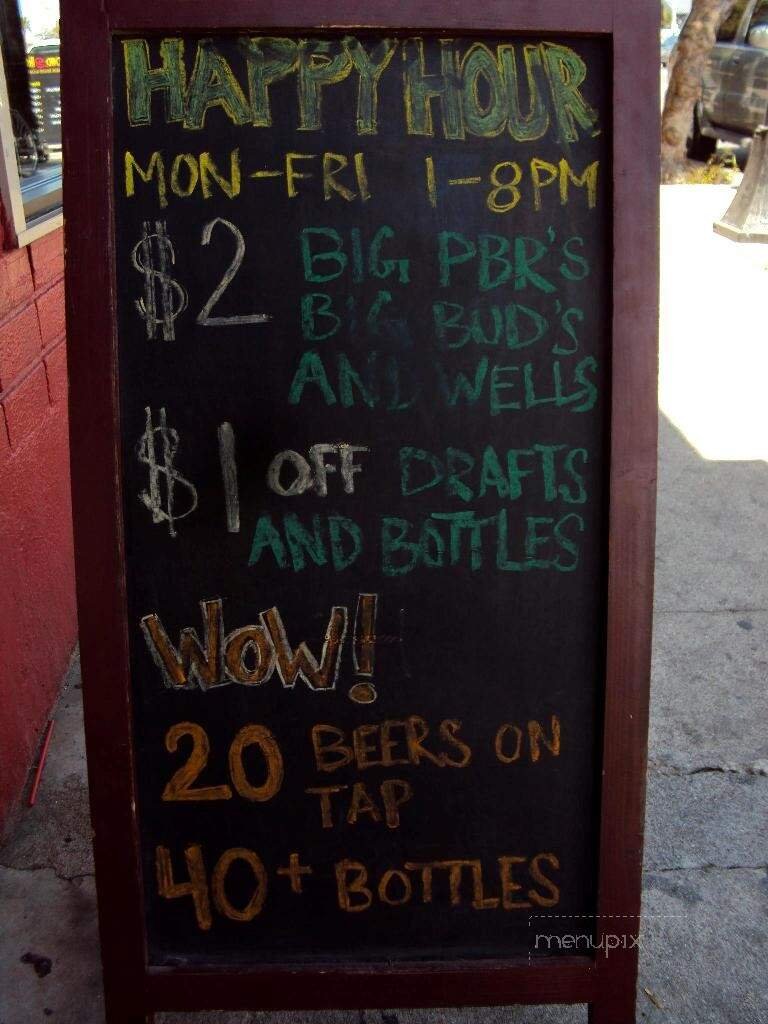 HAPPY HOUR
MON-FRI 1-8PM
$2 BIG PBR'S
BIG BUD'S
AND WELLS
$1 OFF DRAFTS
AND BOTTLES
WOW!
20 BEERS ON
TAP
40+ BOTTLES
menupix